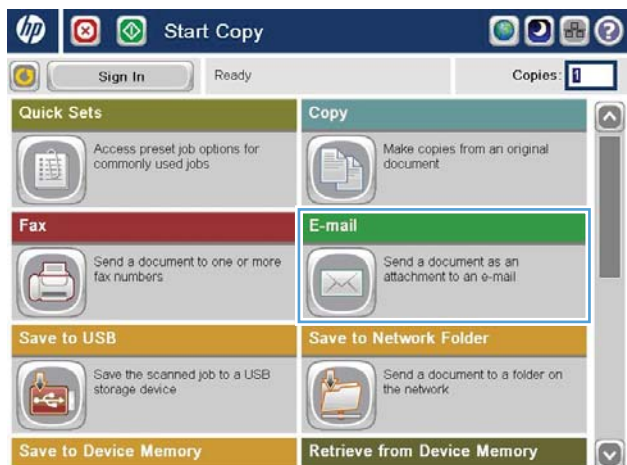 hp
Start Copy
?
Sign In
Ready
Copies: 1
Quick Sets
Access preset job options for
commonly used jobs
Copy
Make copies from an original
document
Fax
Send a document to one or more
fax numbers
E-mail
Send a document as an
attachment to an e-mail
Save to USB
Save the scanned job to a USB
storage device
Save to Network Folder
Send a document to a folder on
the network
Save to Device Memory
Retrieve from Device Memory